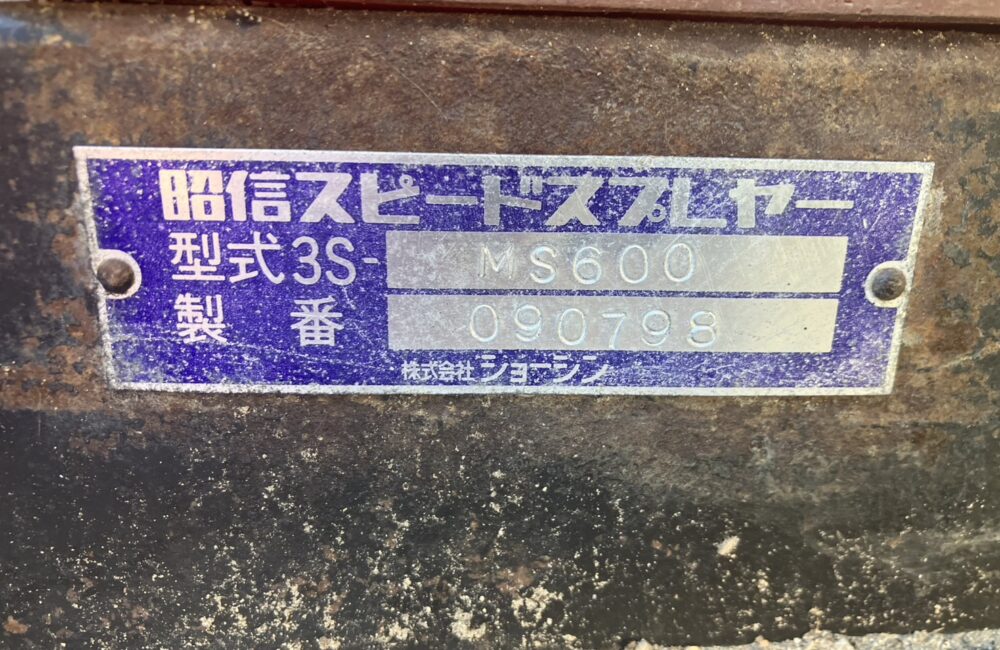 昭信スピードスプレヤー
型式3S- MS600
製番 090798
株式会社ショーシン